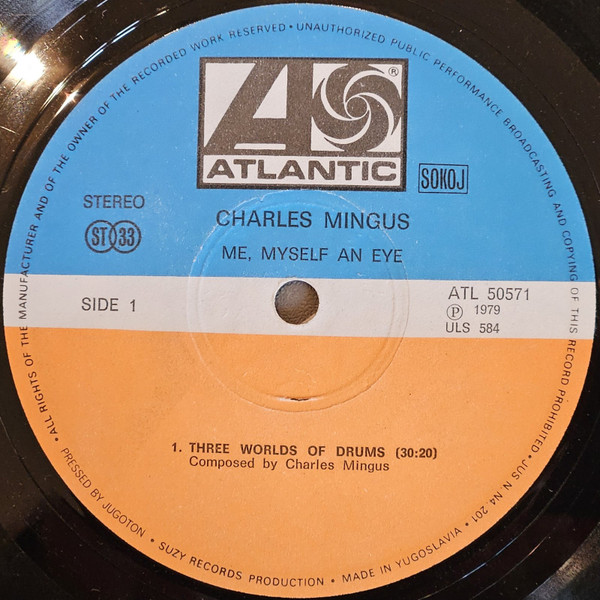 • ALL RIGHTS OF THE MANUFACTURER AND OF THE OWNER OF THE RECORDED WORK RESERVED • UNAUTHORIZED PUBLIC PERFORMANCE BROADCASTING AND COPYING OF THIS RECORD PROHIBITED • JUS N.N4 201 •
ATLANTIC
®
SOKOJ
STEREO
ST 33
CHARLES MINGUS
ME, MYSELF AN EYE
SIDE 1
ATL 50571
Ⓟ 1979
ULS 584
1. THREE WORLDS OF DRUMS (30:20)
Composed by Charles Mingus
PRESSED BY JUGOTON • SUZY RECORDS PRODUCTION • MADE IN YUGOSLAVIA •